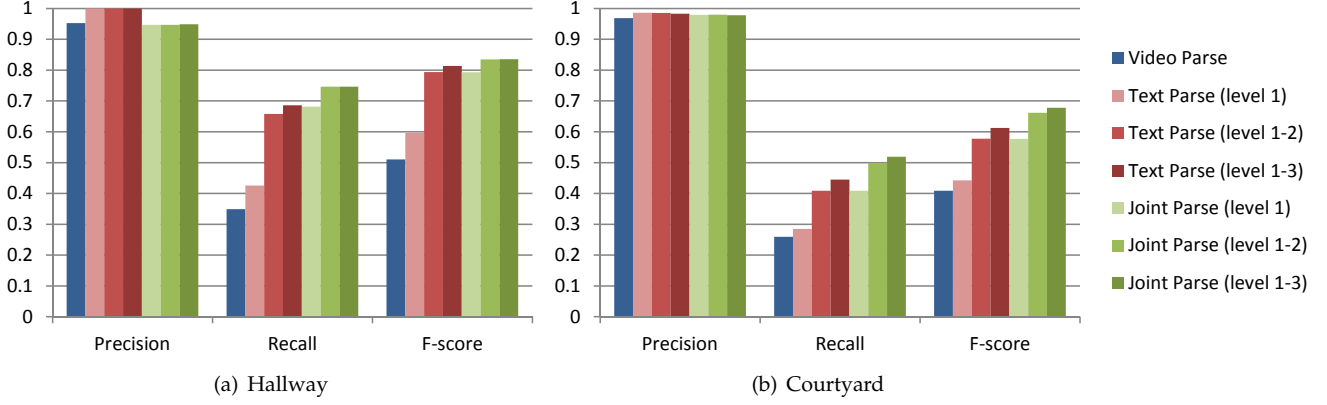 1
0.9
0.8
0.7
0.6
0.5
0.4
0.3
0.2
0.1
0
Precision Recall F-score
(a) Hallway
1
0.9
0.8
0.7
0.6
0.5
0.4
0.3
0.2
0.1
0
Precision Recall F-score
(b) Courtyard
Video Parse
Text Parse (level 1)
Text Parse (level 1-2)
Text Parse (level 1-3)
Joint Parse (level 1)
Joint Parse (level 1-2)
Joint Parse (level 1-3)